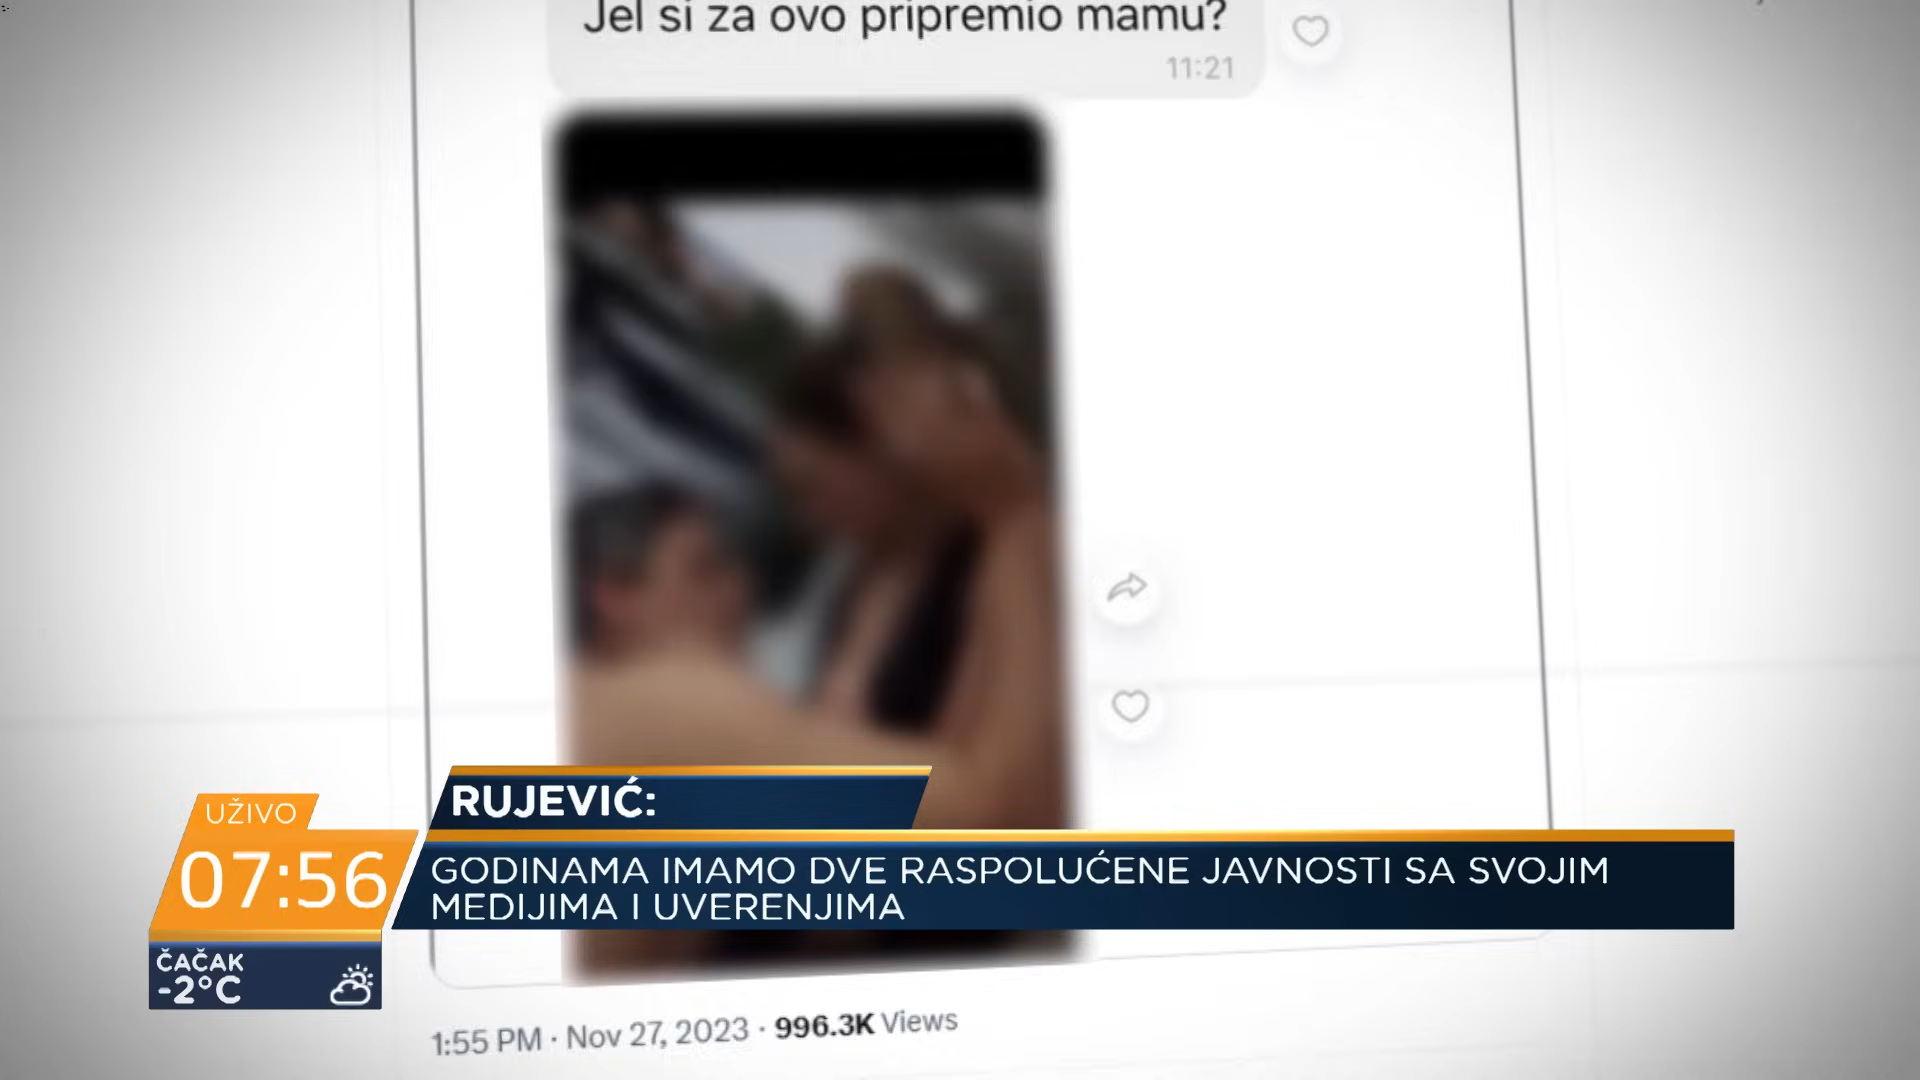 Jel si za ovo pripremio mamu?
11:21
RUJEVIĆ:
UŽIVO
07:56
GODINAMA IMAMO DVE RASPOLUĆENE JAVNOSTI SA SVOJIM
MEDIJIMA I UVERENJIMA
ČAČAK
-2°C
1:55 PM · Nov 27, 2023 · 996.3K Views